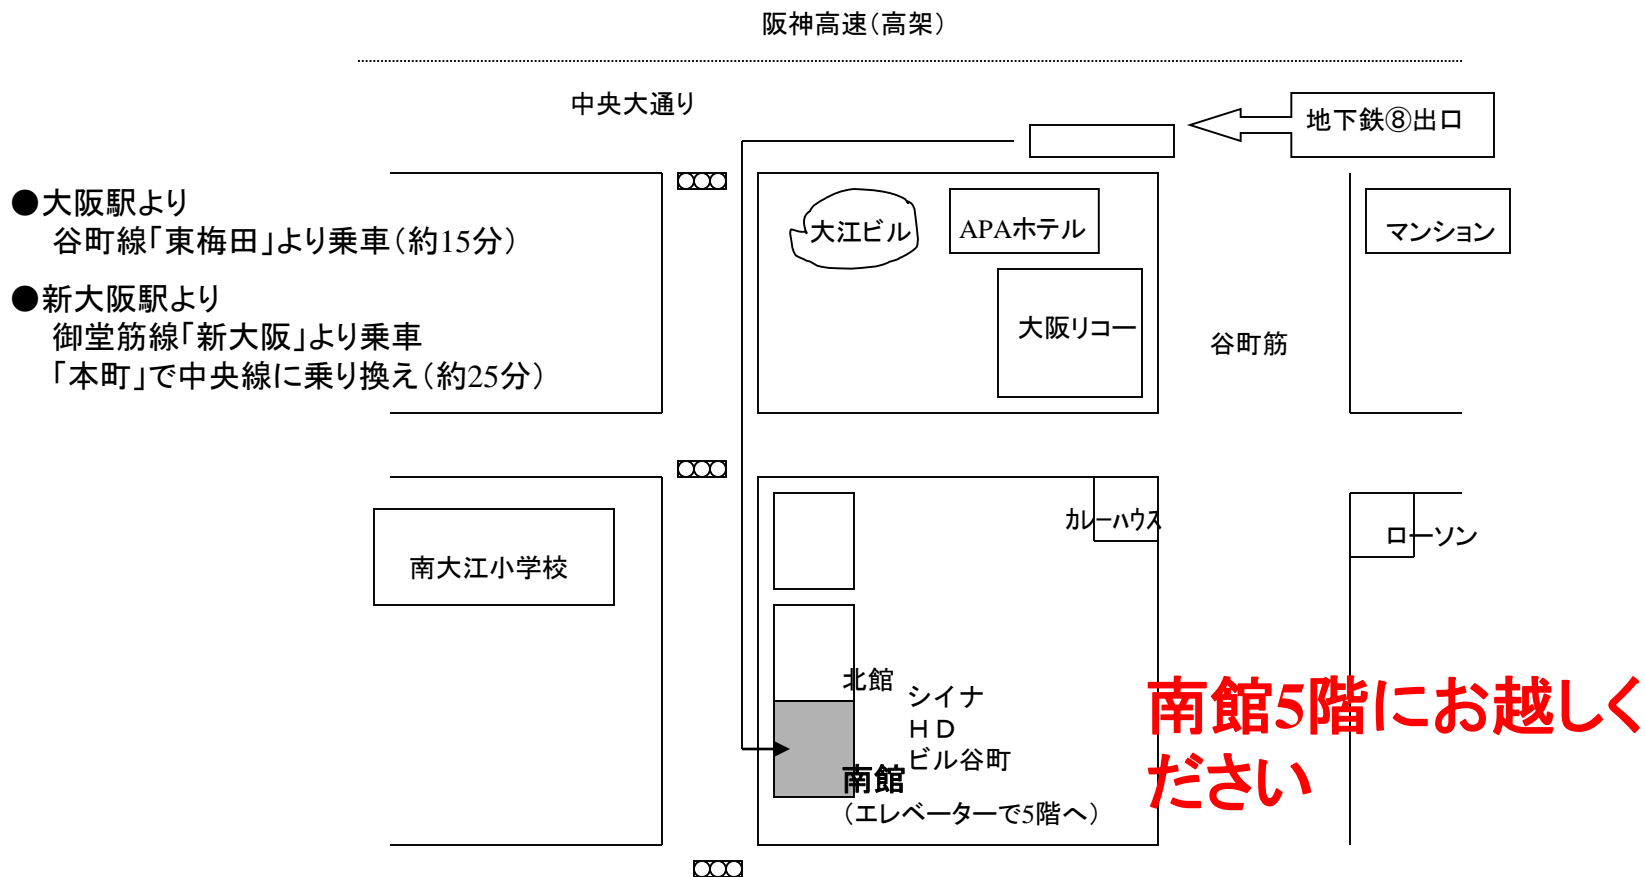 阪神高速（高架）
中央大通り
地下鉄⑧出口
●大阪駅より
谷町線「東梅田」より乗車（約15分）
●新大阪駅より
御堂筋線「新大阪」より乗車
「本町」で中央線に乗り換え（約25分）
大江ビル
APAホテル
マンション
大阪リコー
谷町筋
カレーハウス
ローソン
南大江小学校
北館
シイナ
ＨＤ
ビル谷町
南館
（エレベーターで5階へ）
南館5階にお越しく
ださい